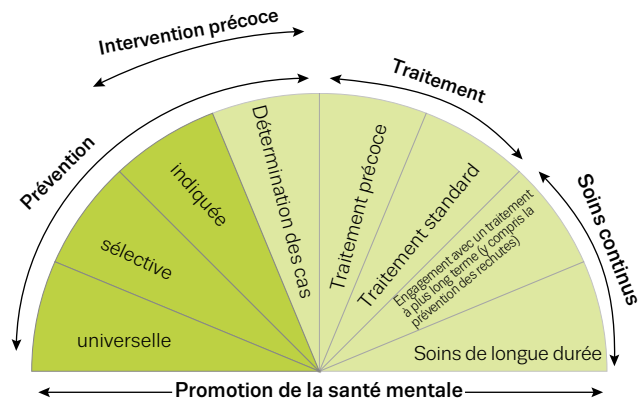 Intervention précoce
Prévention
Traitement
Soins continus
universelle
sélective
indiquée
Détermination des cas
Traitement précoce
Traitement standard
Engagement avec un traitement
à plus long terme (y compris la
prévention des rechutes)
Soins de longue durée
Promotion de la santé mentale